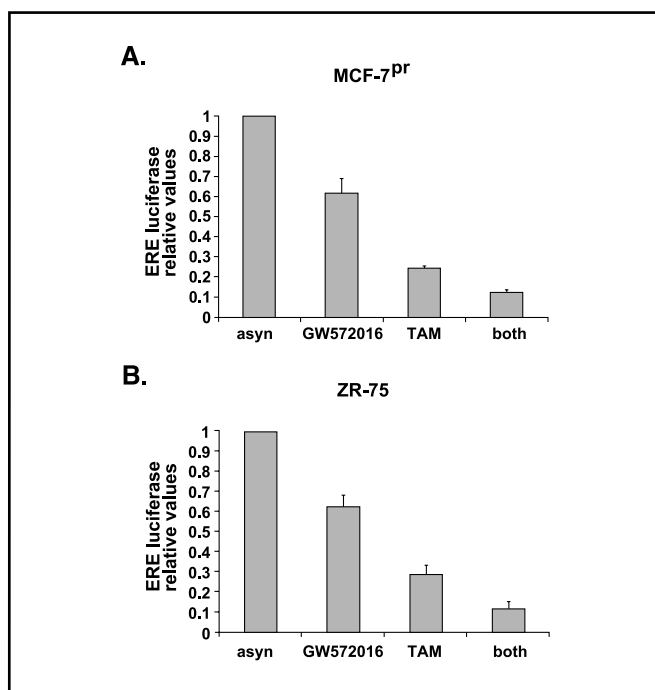 A.
MCF-7pr
ERE luciferase
relative values
1
0.9
0.8
0.7
0.6
0.5
0.4
0.3
0.2
0.1
0
asyn GW572016 TAM both
B.
ZR-75
ERE luciferase
relative values
1
0.9
0.8
0.7
0.6
0.5
0.4
0.3
0.2
0.1
0
asyn GW572016 TAM both